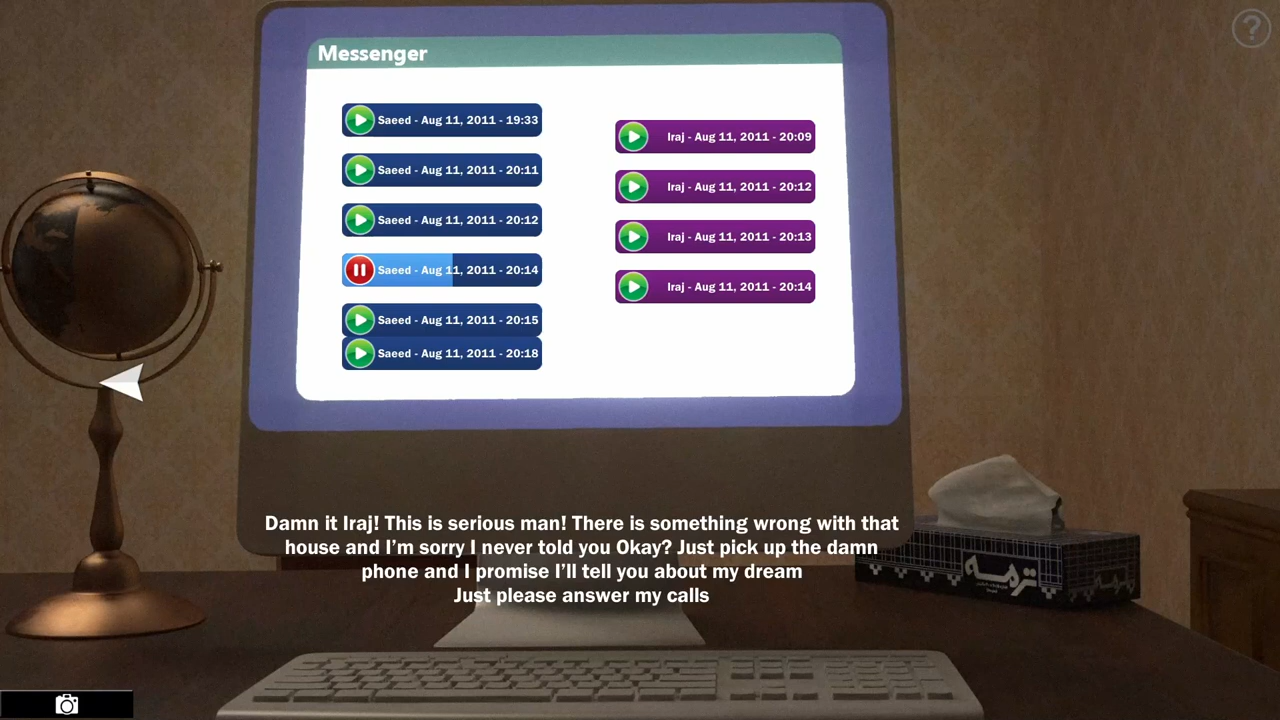 Messenger
Saeed - Aug 11, 2011 - 19:33
Iraj - Aug 11, 2011 - 20:09
Saeed - Aug 11, 2011 - 20:11
Iraj - Aug 11, 2011 - 20:12
Saeed - Aug 11, 2011 - 20:12
Iraj - Aug 11, 2011 - 20:13
Saeed - Aug 11, 2011 - 20:14
Iraj - Aug 11, 2011 - 20:14
Saeed - Aug 11, 2011 - 20:15
Saeed - Aug 11, 2011 - 20:18
Damn it Iraj! This is serious man! There is something wrong with that
house and I'm sorry I never told you Okay? Just pick up the damn
phone and I promise I'll tell you about my dream
Just please answer my calls
ترمه
?